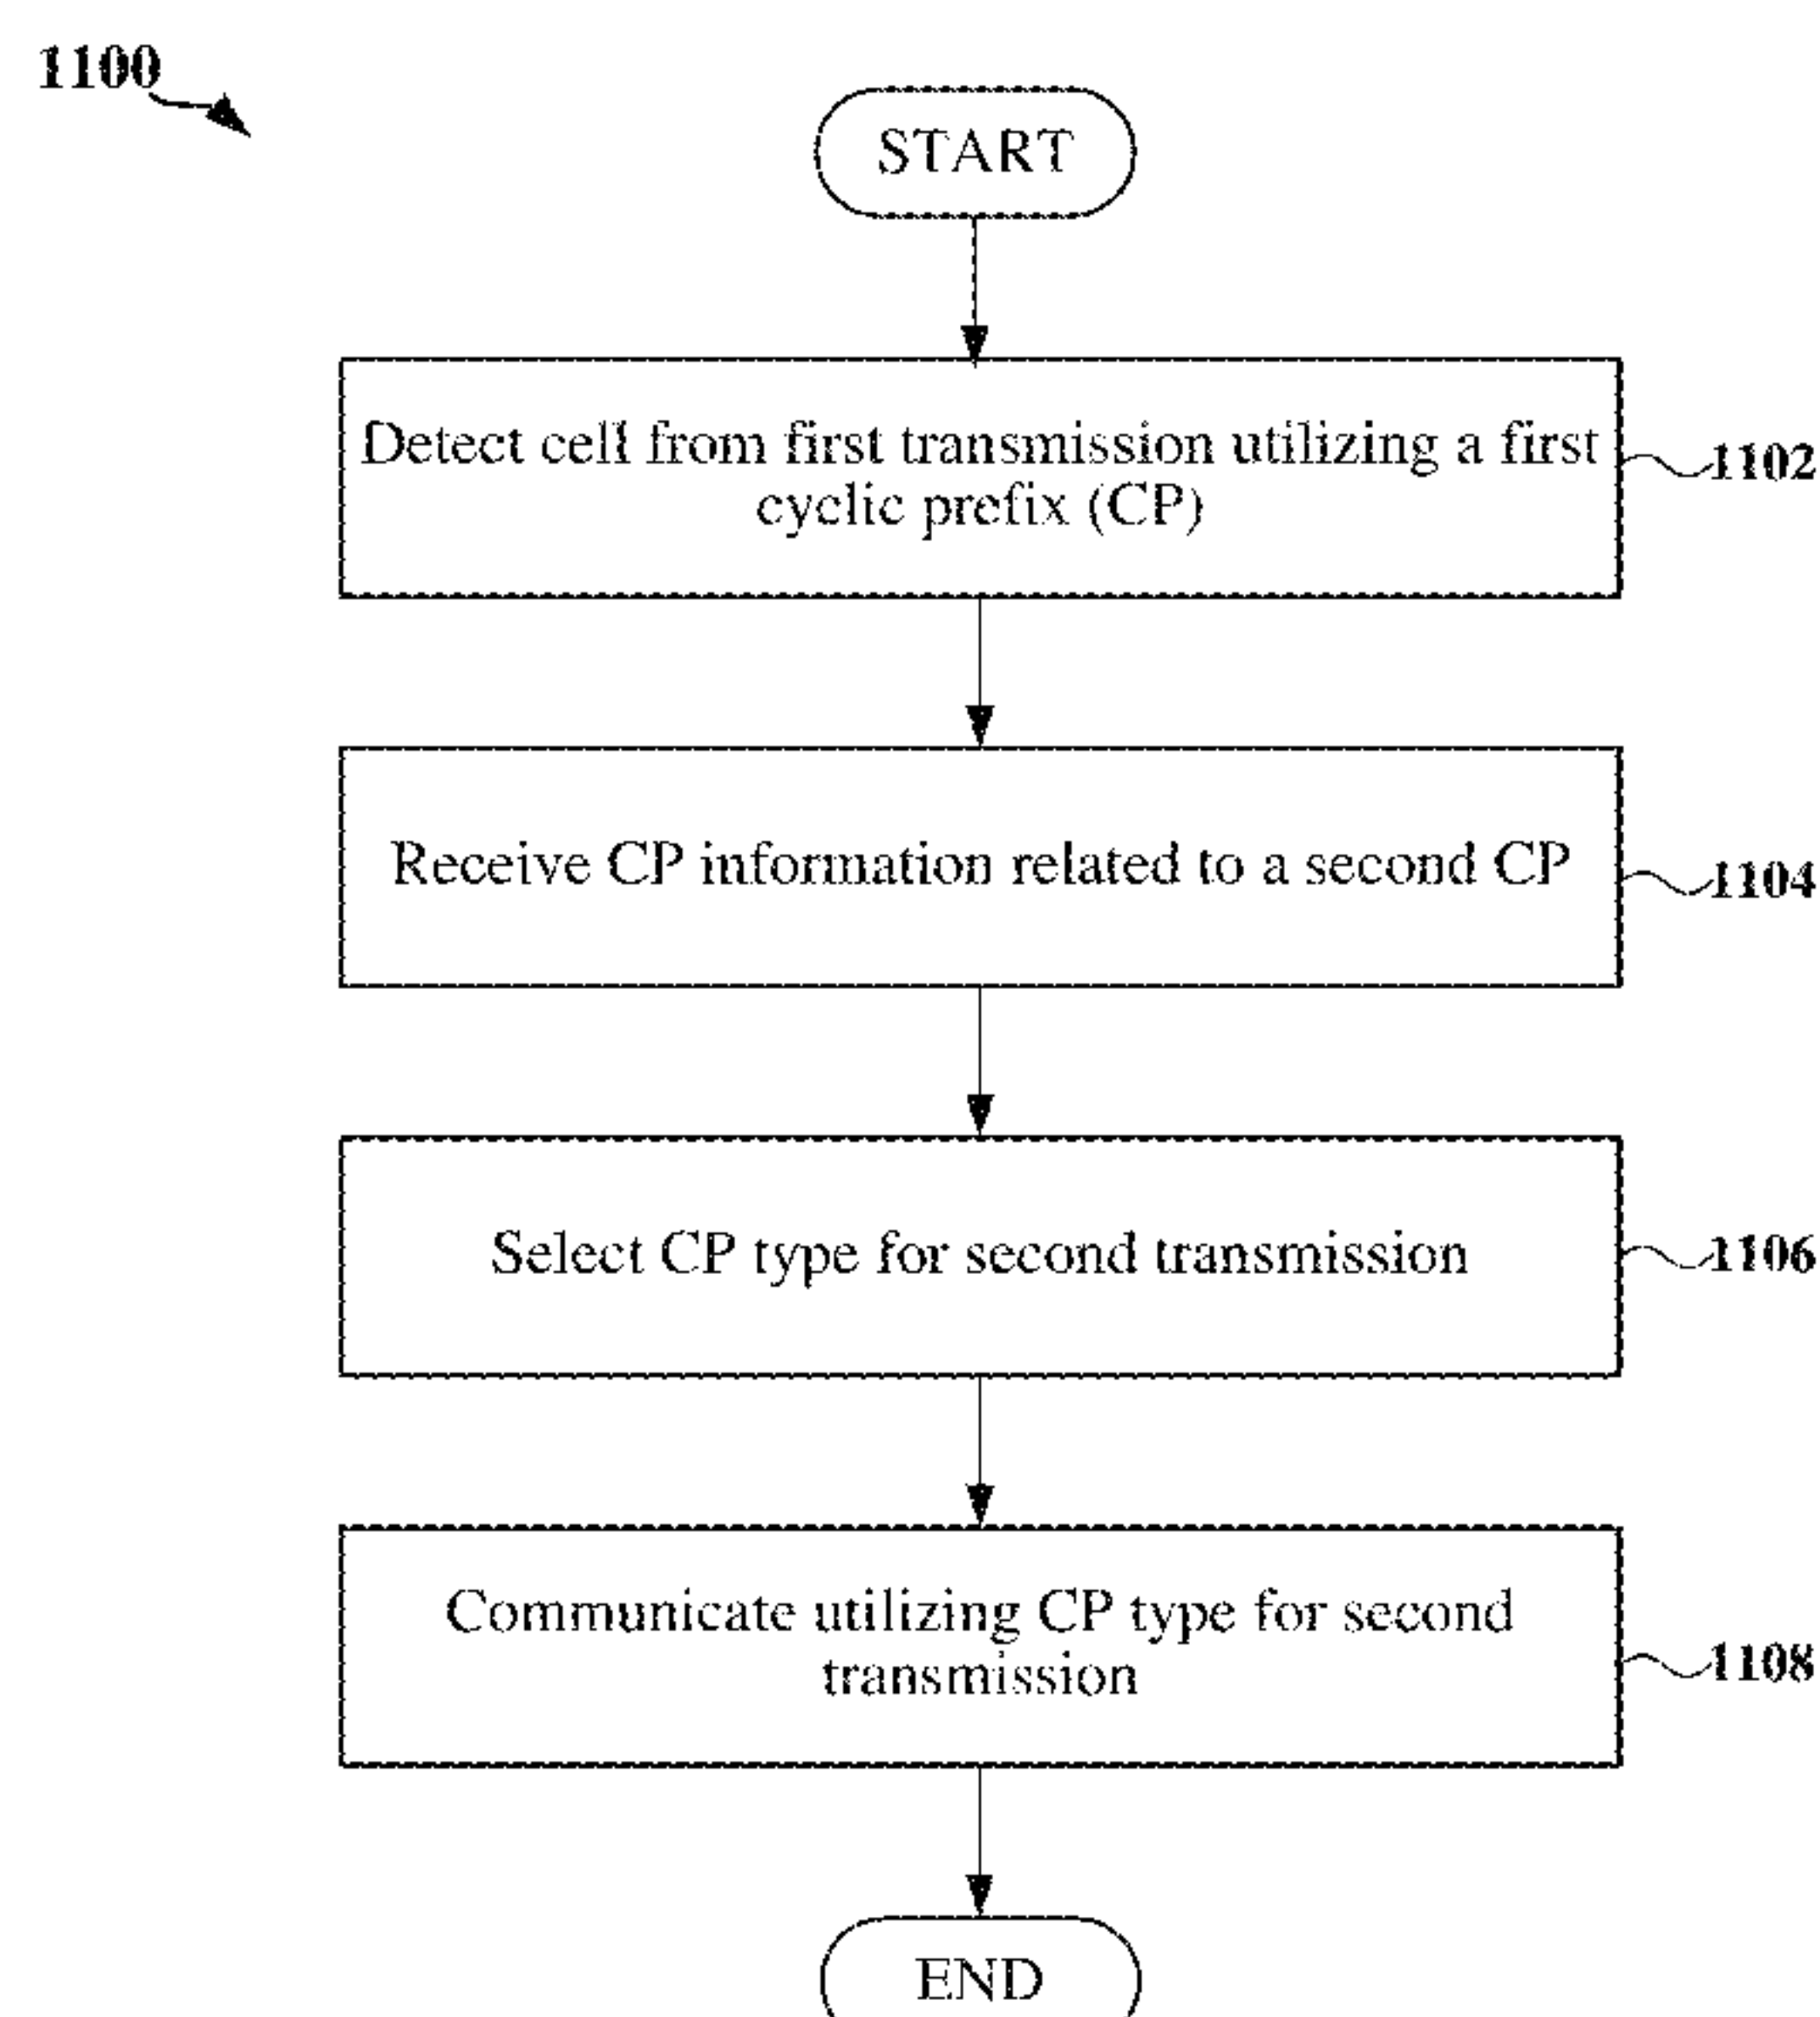 1100
START
Detect cell from first transmission utilizing a first
cyclic prefix (CP)
1102
Receive CP information related to a second CP
1104
Select CP type for second transmission
1106
Communicate utilizing CP type for second
transmission
1108
END